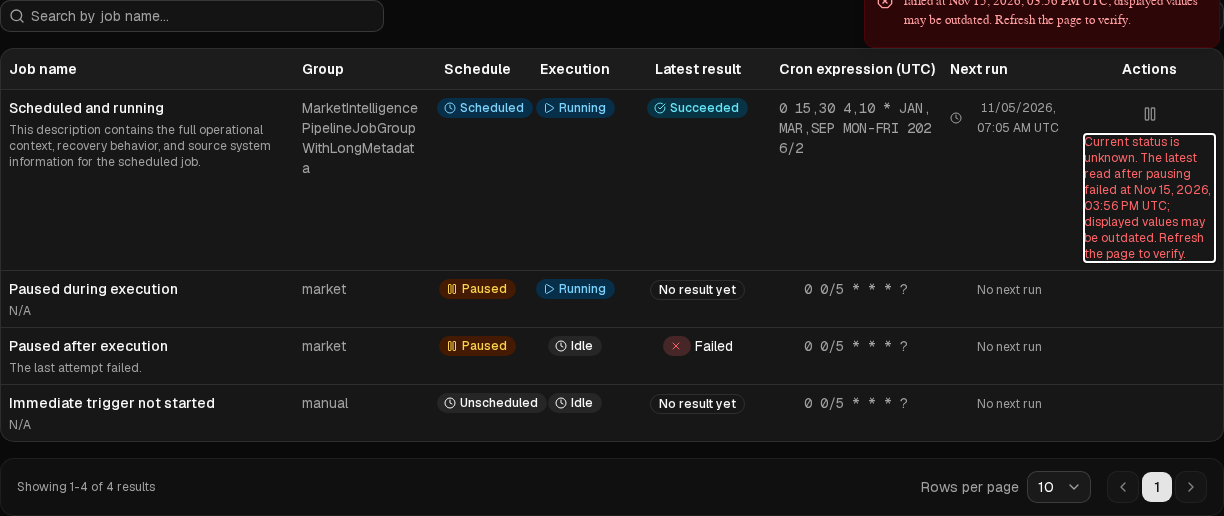 Search by job name...
failed at Nov 15, 2026, 03:56 PM UTC; displayed values
may be outdated. Refresh the page to verify.
Job name Group Schedule Execution Latest result Cron expression (UTC) Next run Actions
Scheduled and running
This description contains the full operational
context, recovery behavior, and source system
information for the scheduled job.
MarketIntelligence
PipelineJobGroup
WithLongMetadat
a
Scheduled
Running
Succeeded
0 15,30 4,10 * JAN,
MAR,SEP MON-FRI 202
6/2
11/05/2026,
07:05 AM UTC
Current status is
unknown. The latest
read after pausing
failed at Nov 15, 2026,
03:56 PM UTC;
displayed values may
be outdated. Refresh
the page to verify.
Paused during execution
N/A
market
Paused
Running
No result yet
0 0/5 * * * ?
No next run
Paused after execution
The last attempt failed.
market
Paused
Idle
Failed
0 0/5 * * * ?
No next run
Immediate trigger not started
N/A
manual
Unscheduled
Idle
No result yet
0 0/5 * * * ?
No next run
Showing 1-4 of 4 results
Rows per page 10 1